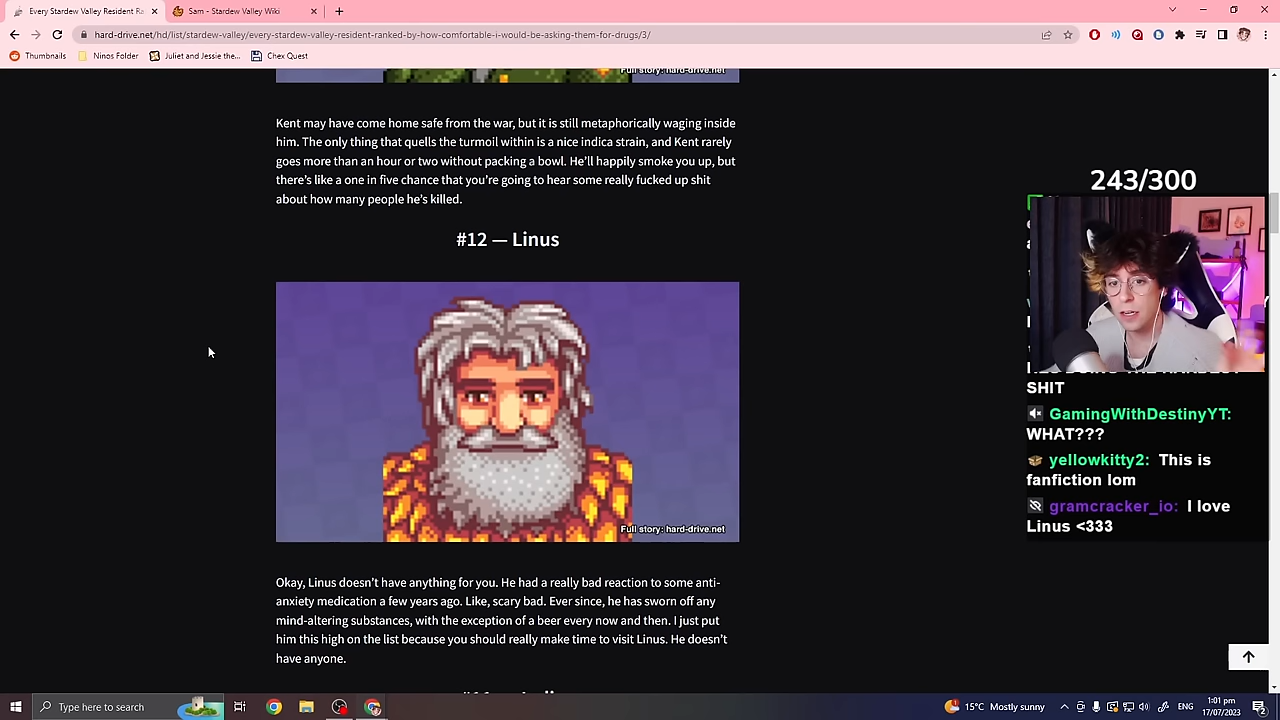 Every Stardew Valley Resident Ra
Sam - Stardew Valley Wiki
hard-drive.net/hd/list/stardew-valley/every-stardew-valley-resident-ranked-by-how-comfortable-i-would-be-asking-them-for-drugs/3/
Thumbnails
Ninos Folder
Juliet and Jessie the...
Chex Quest
Full story: hard-drive.net
Kent may have come home safe from the war, but it is still metaphorically waging inside
him. The only thing that quells the turmoil within is a nice indica strain, and Kent rarely
goes more than an hour or two without packing a bowl. He'll happily smoke you up, but
there's like a one in five chance that you're going to hear some really fucked up shit
about how many people he's killed.
#12 — Linus
Full story: hard-drive.net
Okay, Linus doesn't have anything for you. He had a really bad reaction to some anti-
anxiety medication a few years ago. Like, scary bad. Ever since, he has sworn off any
mind-altering substances, with the exception of a beer every now and then. I just put
him this high on the list because you should really make time to visit Linus. He doesn't
have anyone.
243/300
SHIT
GamingWithDestinyYT:
WHAT???
yellowkitty2: This is
fanfiction lom
gramcracker_io: I love
Linus <333
Type here to search
15°C Mostly sunny
ENG
1:01 pm
17/07/2023
2